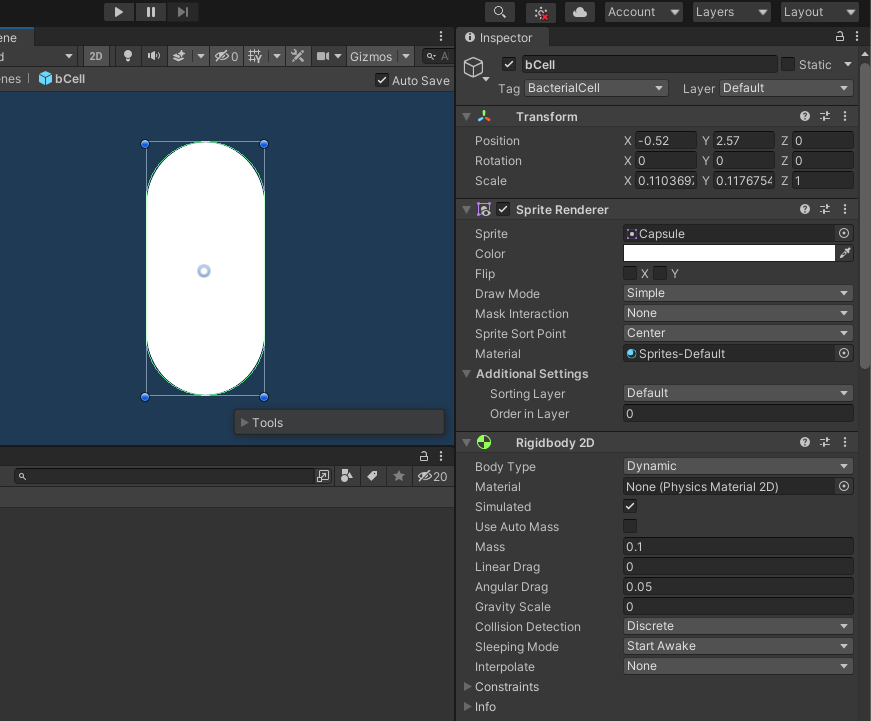 Account Layers Layout
ene
Inspector
d 2D 0 Gizmos A
bCell Static
enes bCell Auto Save
Tag BacterialCell Layer Default
Transform
Position X -0.52 Y 2.57 Z 0
Rotation X 0 Y 0 Z 0
Scale X 0.1103697 Y 0.1176754 Z 1
Sprite Renderer
Sprite Capsule
Color
Flip X Y
Draw Mode Simple
Mask Interaction None
Sprite Sort Point Center
Material Sprites-Default
Additional Settings
Sorting Layer Default
Order in Layer 0
Tools
Rigidbody 2D
Body Type Dynamic
20
Material None (Physics Material 2D)
Simulated
Use Auto Mass
Mass 0.1
Linear Drag 0
Angular Drag 0.05
Gravity Scale 0
Collision Detection Discrete
Sleeping Mode Start Awake
Interpolate None
Constraints
Info